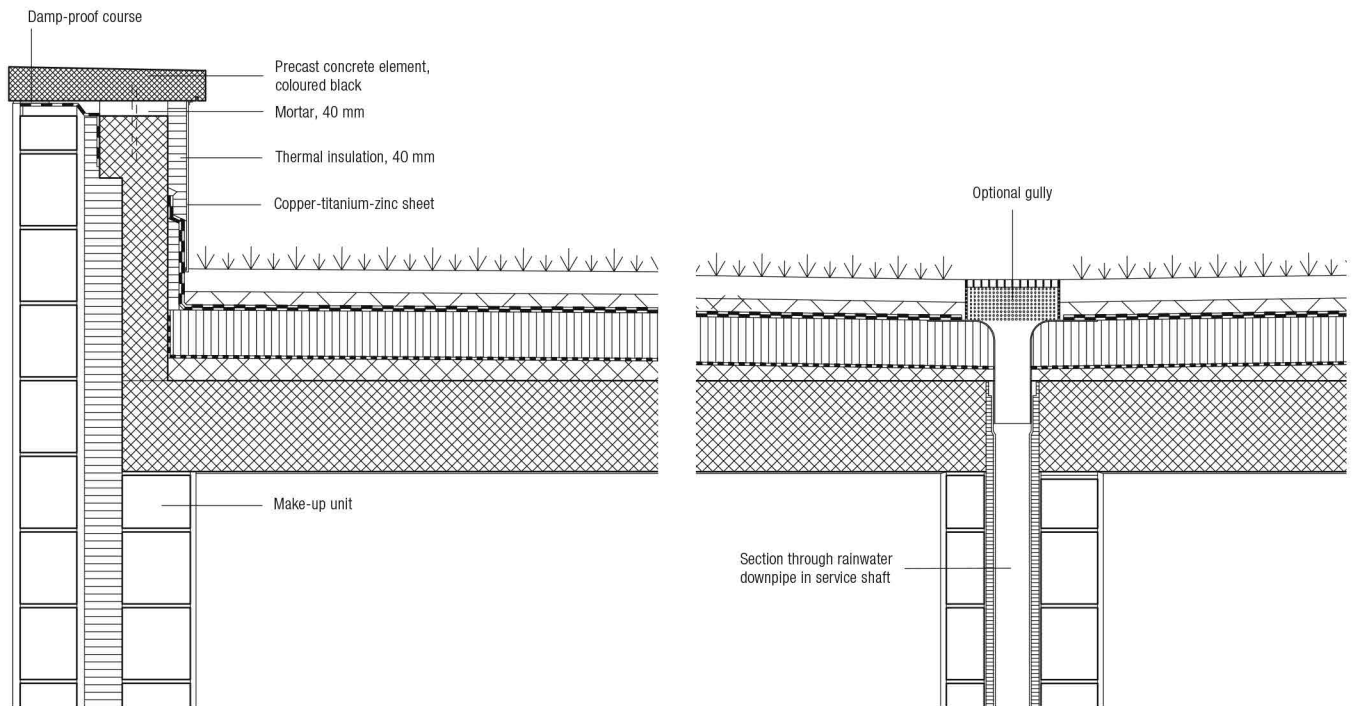 Damp-proof course
Precast concrete element,
coloured black
Mortar, 40 mm
Thermal insulation, 40 mm
Copper-titanium-zinc sheet
Make-up unit
Optional gully
Section through rainwater
downpipe in service shaft